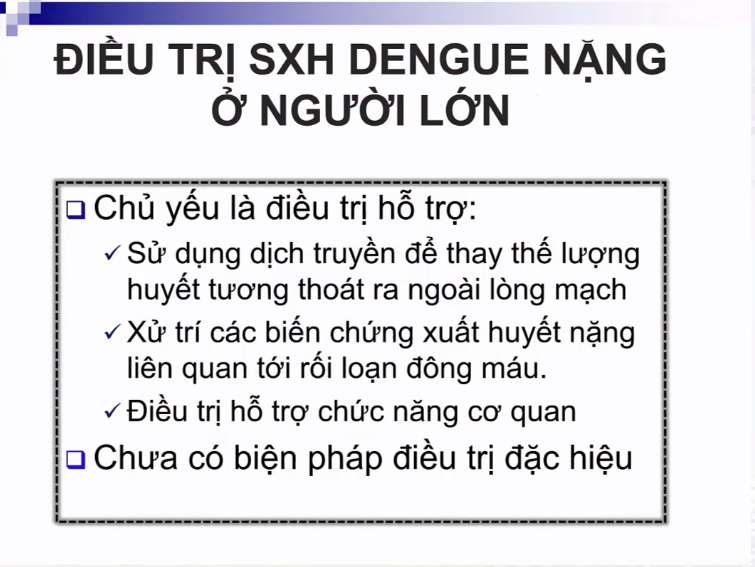 ĐIỀU TRỊ SXH DENGUE NẶNG
Ở NGƯỜI LỚN
Chủ yếu là điều trị hỗ trợ:
Sử dụng dịch truyền để thay thế lượng
huyết tương thoát ra ngoài lòng mạch
Xử trí các biến chứng xuất huyết nặng
liên quan tới rối loạn đông máu.
Điều trị hỗ trợ chức năng cơ quan
Chưa có biện pháp điều trị đặc hiệu